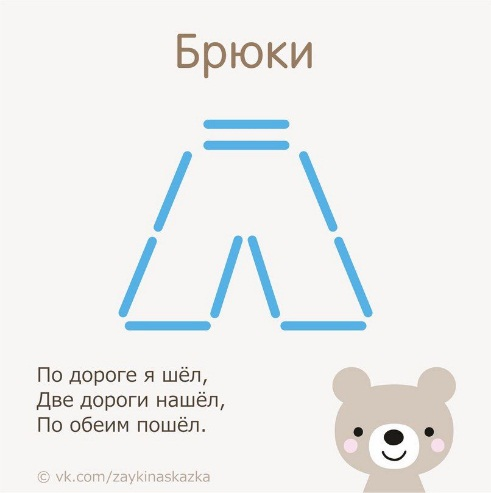 Брюки
По дороге я шёл,
Две дороги нашёл,
По обеим пошёл.
© vk.com/zaykinaskazka